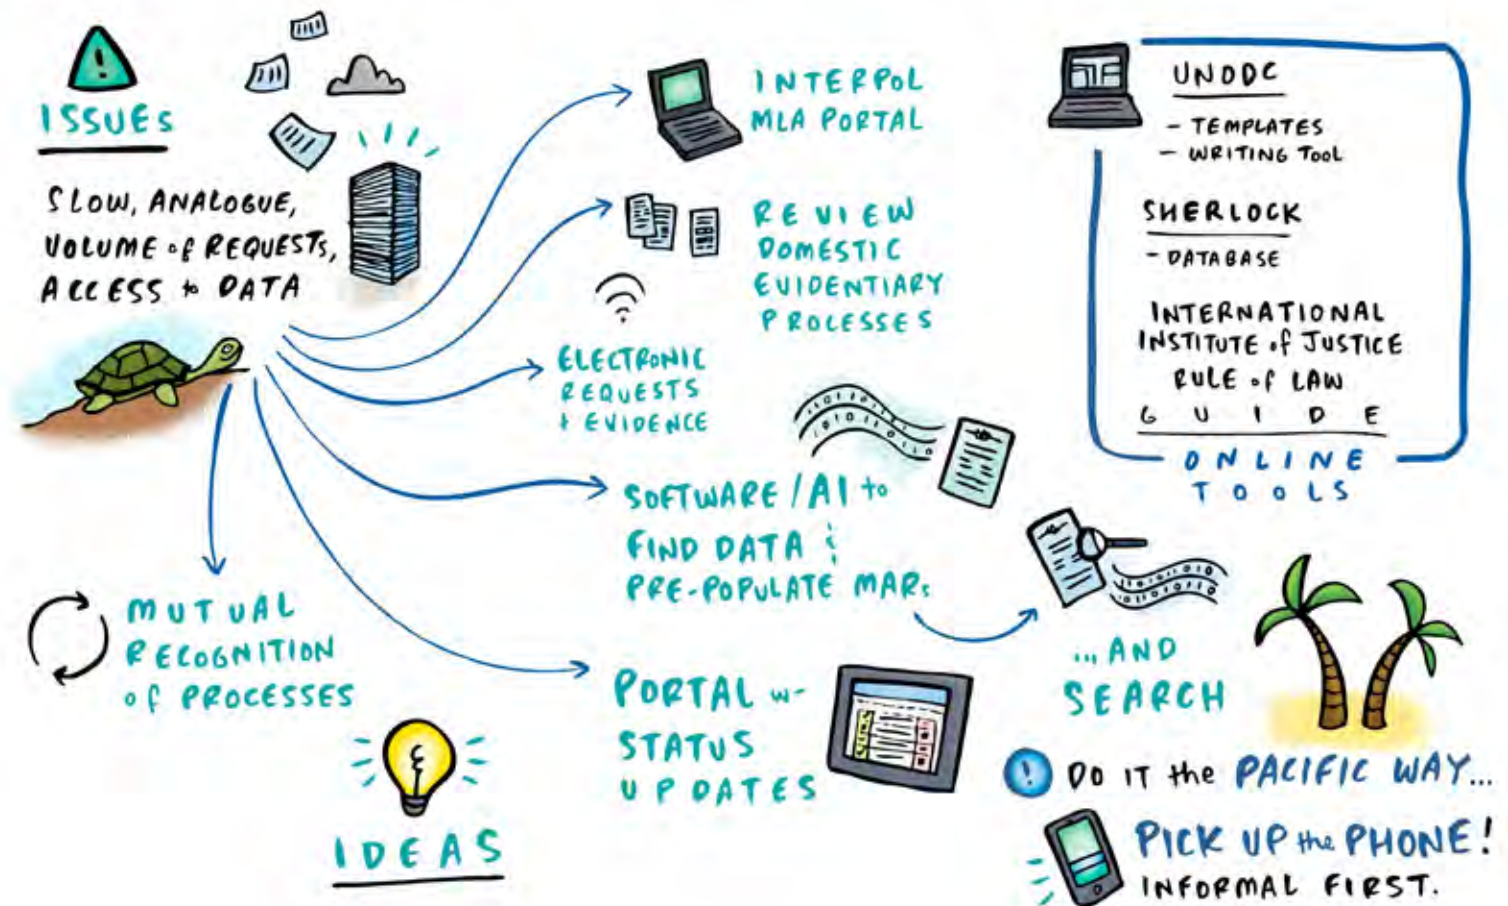 ISSUEs
SLOW, ANALOGUE,
VOLUME of REQUESTS,
ACCESS to DATA
INTERPOL
MLA PORTAL
REVIEW
DOMESTIC
EVIDENTIARY
PROCESSES
ELECTRONIC
REQUESTS
+ EVIDENCE
SOFTWARE/AI to
FIND DATA &
PRE-POPULATE MARs
...AND
SEARCH
PORTAL w-
STATUS
UPDATES
MUTUAL
RECOGNITION
of PROCESSES
IDEAS
UNODC
- TEMPLATES
- WRITING TOOL
SHERLOCK
- DATABASE
INTERNATIONAL
INSTITUTE of JUSTICE
RULE of LAW
GUIDE
ONLINE
TOOLS
! DO IT the PACIFIC WAY...
PICK UP the PHONE!
INFORMAL FIRST.